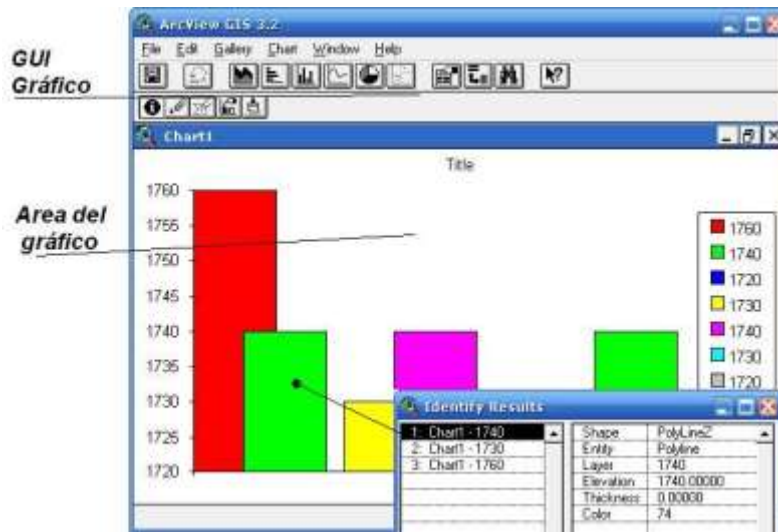 ArcView GIS 3.2
File Edit Gallery Chart Window Help
GUI
Gráfico
Chart1
Title
1760
1755
1750
1745
1740
1735
1730
1725
1720
Area del
gráfico
1760
1740
1720
1730
1740
1730
1720
Identify Results
1: Chart1 - 1740
2: Chart1 - 1730
3: Chart1 - 1760
Shape PolyLineZ
Entity Polyline
Layer 1740
Elevation 1740.00000
Thickness 0.00000
Color 74